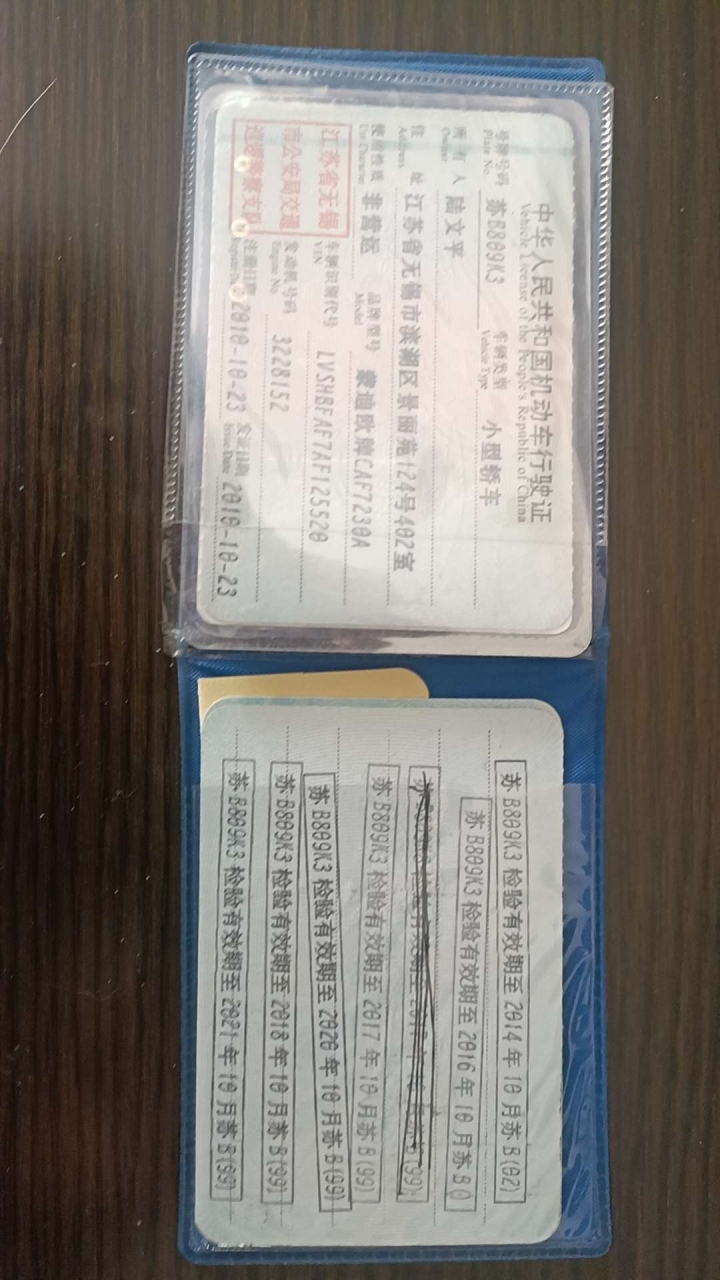 中华人民共和国机动车行驶证
Vehicle License of the People's Republic of China
号牌号码 苏B809K3 车辆类型 小型轿车
Plate No. Vehicle Type
所有人 陆文平
Owner
住址 江苏省无锡市滨湖区景丽苑124号402室
Address
使用性质 非营运 品牌型号 蒙迪欧牌CAF7230A
Use Character Model
江苏省无锡
市公安局交通
巡逻警察支队
车辆识别代号 LVSHBFAF7AF125520
VIN
发动机号码 3228152
Engine No.
注册日期 2010-10-23 发证日期 2010-10-23
Register Date Issue Date
苏B809K3检验有效期至2014年10月苏B(02)
苏B809K3检验有效期至2016年10月苏B()
苏B809K3检验有效期至2017年10月苏B(99)
苏B809K3检验有效期至2020年10月苏B(99)
苏B809K3检验有效期至2018年10月苏B(99)
苏B809K3检验有效期至2021年10月苏B(99)